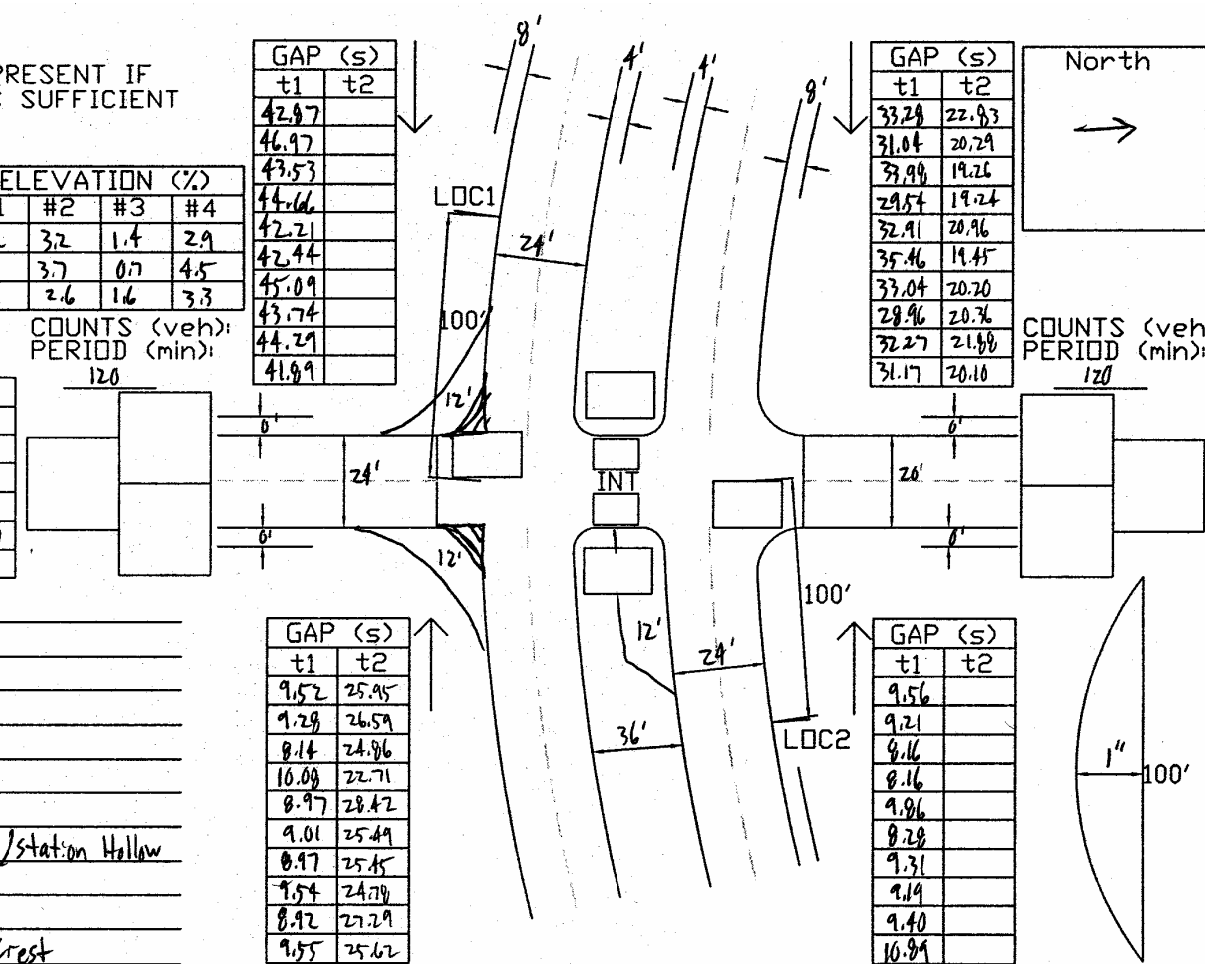 PRESENT IF
SUFFICIENT
ELEVATION (%)
#2 #3 #4
3.2 1.4 2.9
3.7 0.7 4.5
2.6 1.6 3.3
COUNTS (veh):
PERIOD (min):
120
GAP (s)
t1 t2
42.87
46.97
43.53
44.66
42.21
42.44
45.09
43.74
44.29
41.89
8'
4'
4'
8'
LOC1
24'
100'
12'
GAP (s)
t1 t2
33.28 22.83
31.04 20.29
33.98 19.26
29.54 19.24
32.91 20.96
35.46 19.45
33.04 20.20
28.96 20.36
32.27 21.88
31.17 20.10
North
COUNTS (veh
PERIOD (min):
120
0'
24'
0'
INT
20'
0'
0'
12'
12'
24'
36'
100'
LOC2
GAP (s)
t1 t2
9.52 25.95
9.28 26.59
8.14 24.86
10.08 22.71
8.97 28.42
9.01 25.49
8.97 25.45
9.54 24.78
8.92 27.29
9.55 25.62
GAP (s)
t1 t2
9.56
9.21
8.16
8.16
9.86
8.28
9.31
9.19
9.40
10.89
1"
100'
/Station Hollow
Crest